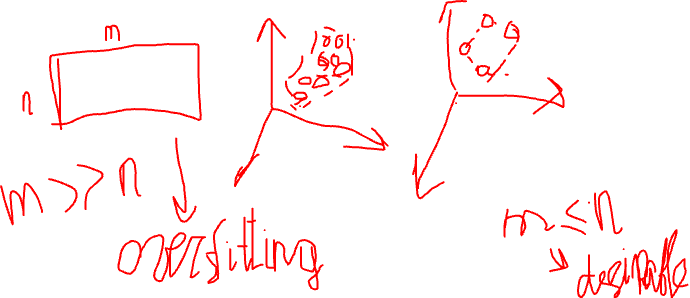 m
n
m >> n
overfitting
m ≤ n
desirable